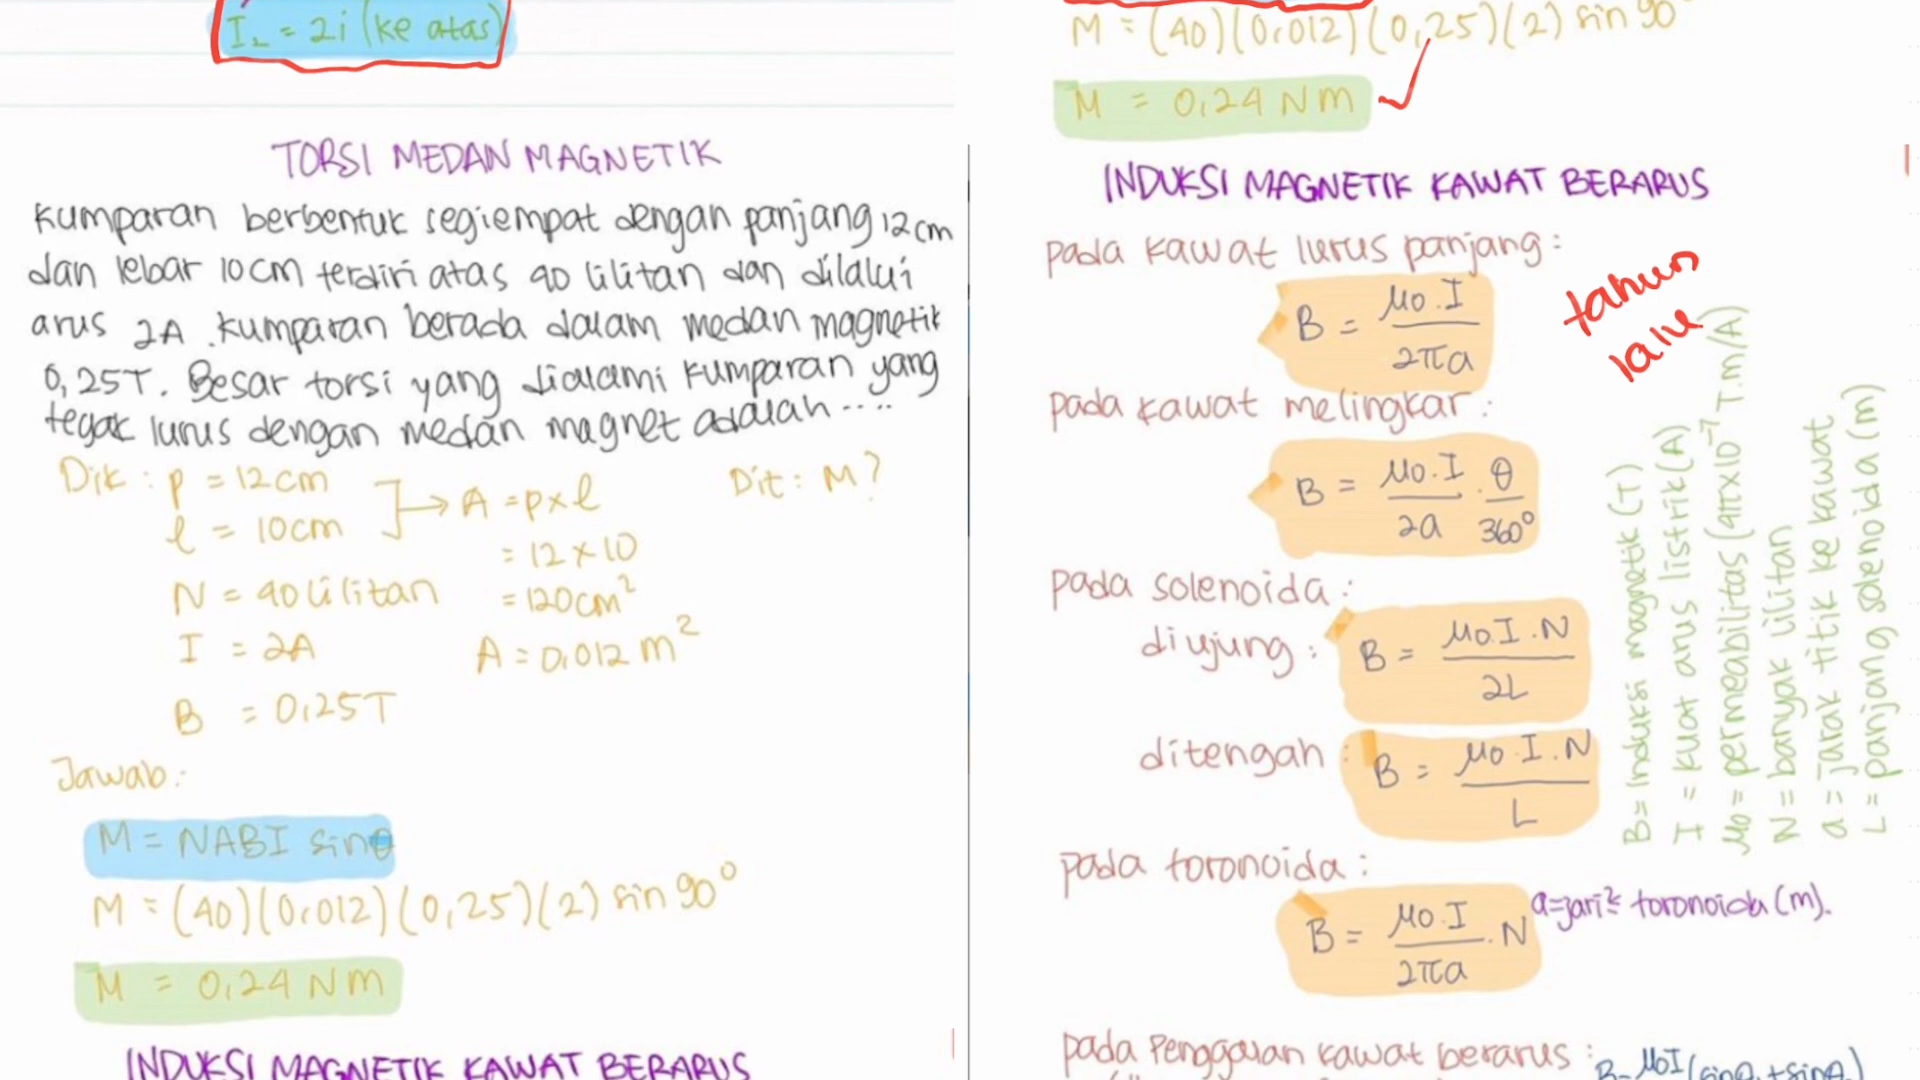 I₂ = 2i (ke atas)
TORSI MEDAN MAGNETIK
Kumparan berbentuk segiempat dengan panjang 12 cm
dan lebar 10 cm terdiri atas 40 lilitan dan dilalui
arus 2A. Kumparan berada dalam medan magnetik
0,25T. Besar torsi yang dialami kumparan yang
tegak lurus dengan medan magnet adalah ....
Dik : p = 12 cm
l = 10 cm
N = 40 lilitan
I = 2A
B = 0,25T
A = p x l
= 12 x 10
= 120 cm²
A = 0,012 m²
Dit : M?
Jawab :
M = NABI sin θ
M = (40)(0,012)(0,25)(2) sin 90°
M = 0,24 Nm
INDUKSI MAGNETIK KAWAT BERARUS
M = (40)(0,012)(0,25)(2) sin 90°
M = 0,24 Nm
INDUKSI MAGNETIK KAWAT BERARUS
pada kawat lurus panjang :
B = μo.I / 2πa
tahun
lalu
pada kawat melingkar :
B = μo.I / 2a . θ / 360°
pada solenoida :
diujung : B = μo.I.N / 2L
ditengah : B = μo.I.N / L
pada toronoida :
B = μo.I / 2πa . N
a = jari² toronoida (m).
B = Induksi magnetik (T)
I = kuat arus listrik (A)
μo = permeabilitas (4π x 10⁻⁷ T.m/A)
N = banyak lilitan
a = jarak titik ke kawat
L = panjang solenoida (m)
pada Penggalan kawat berarus :
B = μoI (sinθ₁ + sinθ₂)